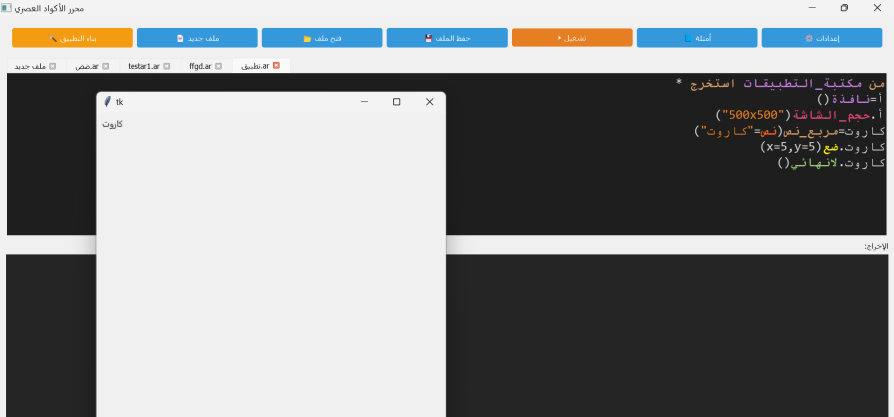 محرر الأكواد العصري
إعدادات
أمثلة
تشغيل
حفظ الملف
فتح ملف
ملف جديد
بناء التطبيق
ملف جديد
ضض.ar
testar1.ar
ffgd.ar
تطبيق.ar
من مكتبة_التطبيقات استخرج *
أ=نافذة()
أ.حجم_الشاشة("500x500")
كاروت=مربع_نص(نص="كاروت")
كاروت.ضع(x=5,y=5)
كاروت.لانهائي()
tk
كاروت
الإخراج: